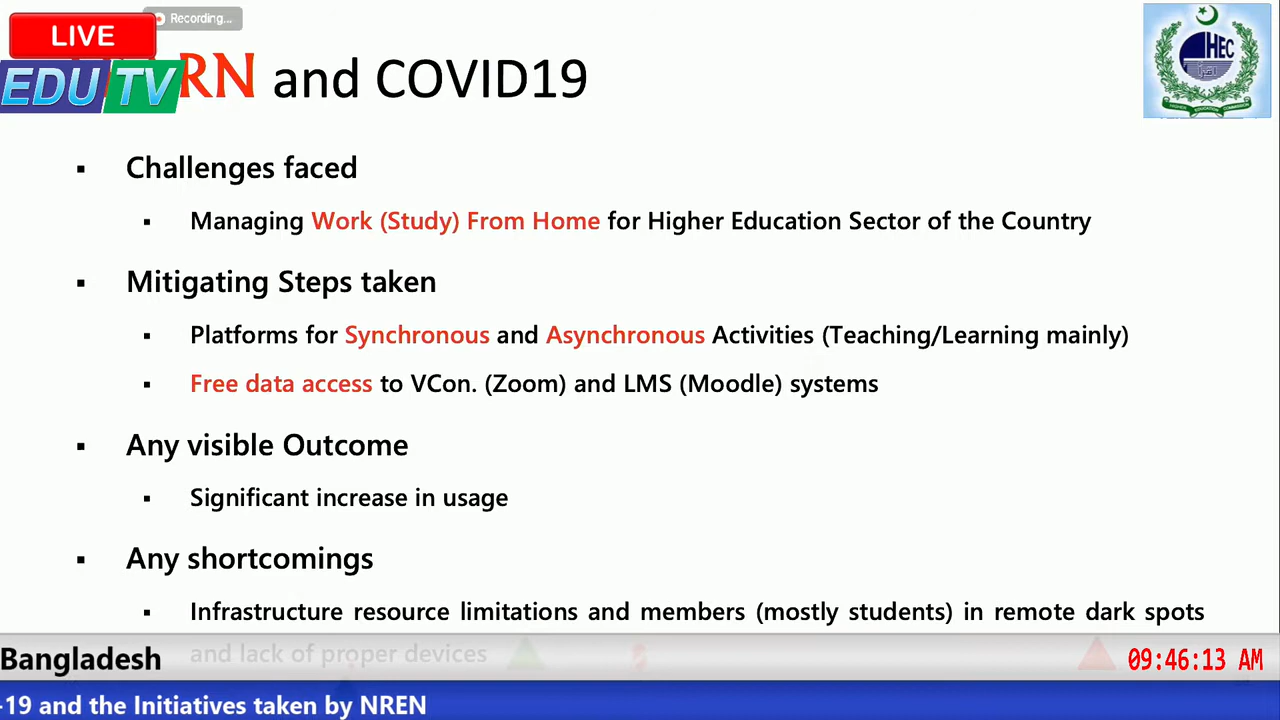 Recording...
LIVE
EDU TV
RN and COVID19
HEC
▪ Challenges faced
▪ Managing Work (Study) From Home for Higher Education Sector of the Country
▪ Mitigating Steps taken
▪ Platforms for Synchronous and Asynchronous Activities (Teaching/Learning mainly)
▪ Free data access to VCon. (Zoom) and LMS (Moodle) systems
▪ Any visible Outcome
▪ Significant increase in usage
▪ Any shortcomings
▪ Infrastructure resource limitations and members (mostly students) in remote dark spots
and lack of proper devices
Bangladesh
09:46:13 AM
-19 and the Initiatives taken by NREN